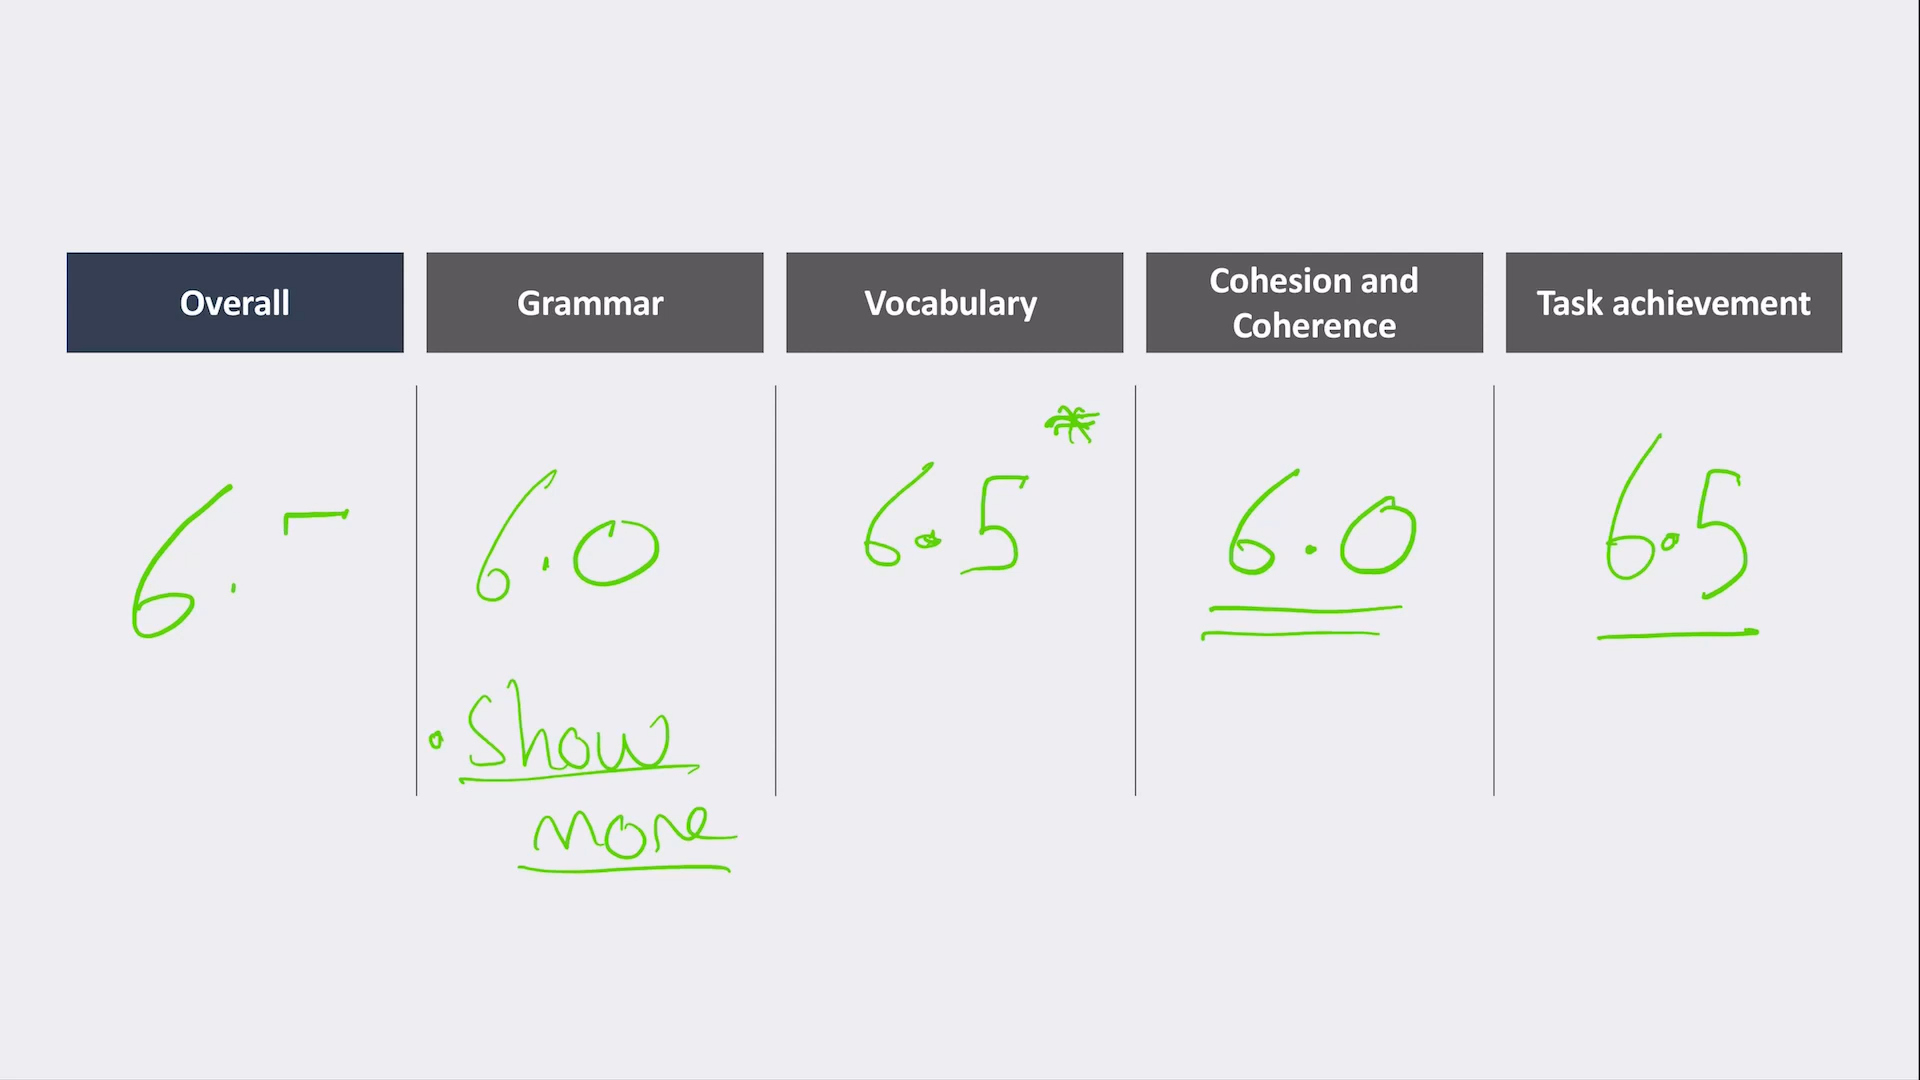 Overall
Grammar
Vocabulary
Cohesion and
Coherence
Task achievement
6.
6.0
6.5*
6.0
6.5
• Show
more